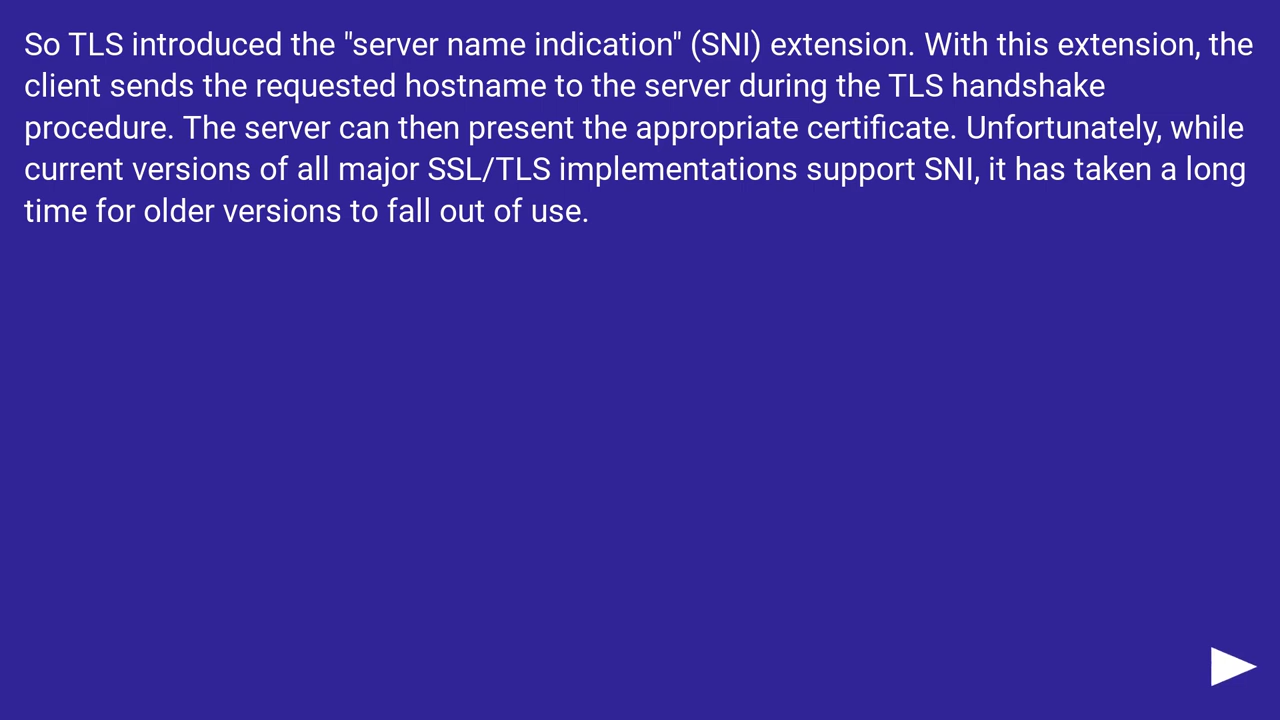 So TLS introduced the "server name indication" (SNI) extension. With this extension, the
client sends the requested hostname to the server during the TLS handshake
procedure. The server can then present the appropriate certificate. Unfortunately, while
current versions of all major SSL/TLS implementations support SNI, it has taken a long
time for older versions to fall out of use.